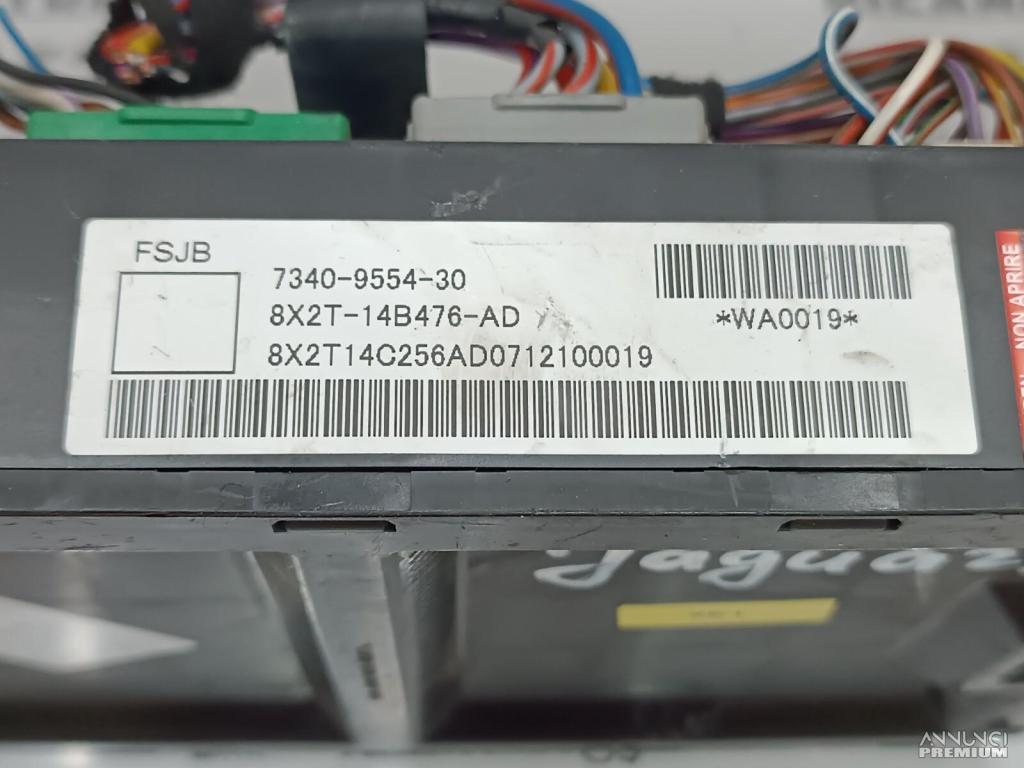 FSJB
7340-9554-30
8X2T-14B476-AD
*WA0019*
8X2T14C256AD0712100019
NON APRIRE
Jaguar
ANNUNCI
PREMIUM